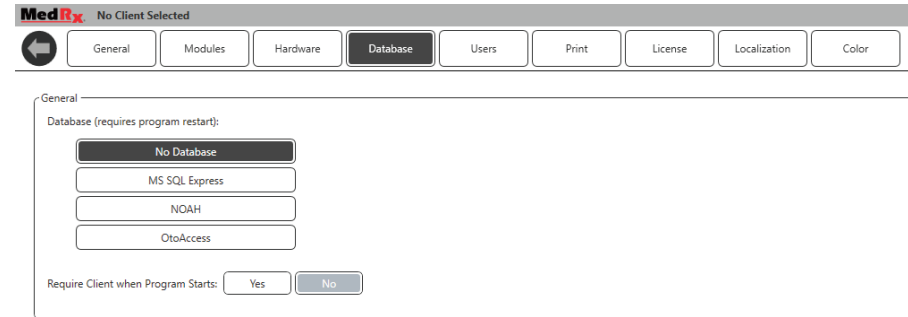 MedRx No Client Selected
General Modules Hardware Database Users Print License Localization Color
General
Database (requires program restart):
No Database
MS SQL Express
NOAH
OtoAccess
Require Client when Program Starts: Yes No